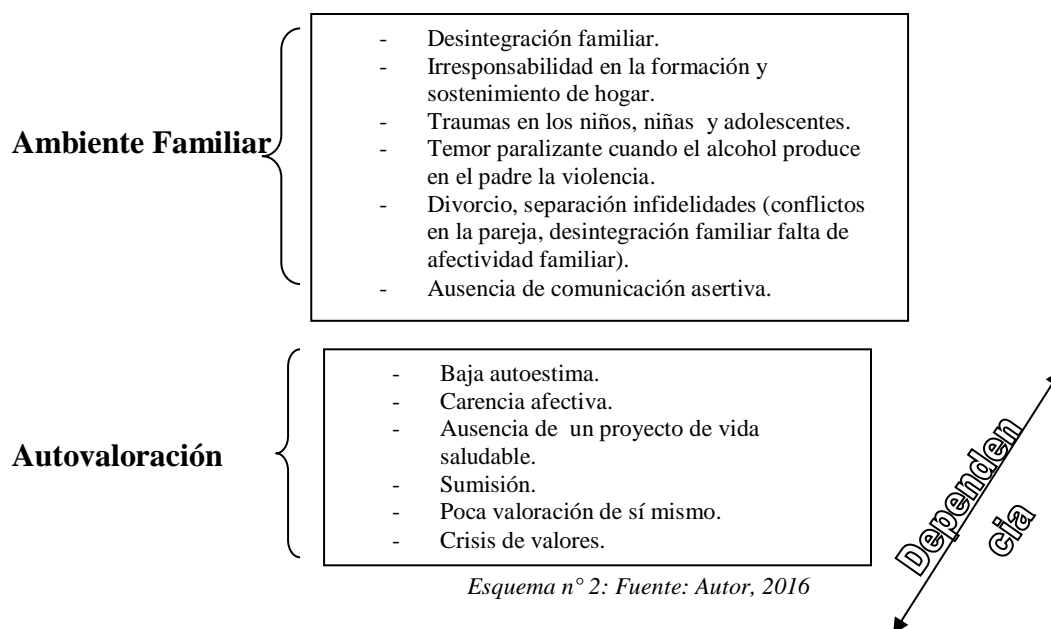 - Desintegración familiar.
- Irresponsabilidad en la formación y
sostenimiento de hogar.
- Traumas en los niños, niñas y adolescentes.
Ambiente Familiar
- Temor paralizante cuando el alcohol produce
en el padre la violencia.
- Divorcio, separación infidelidades (conflictos
en la pareja, desintegración familiar falta de
afectividad familiar).
- Ausencia de comunicación asertiva.
- Baja autoestima.
- Carencia afectiva.
- Ausencia de un proyecto de vida
saludable.
Autovaloración
- Sumisión.
- Poca valoración de sí mismo.
- Crisis de valores.
Dependen
cia
Esquema n° 2: Fuente: Autor, 2016